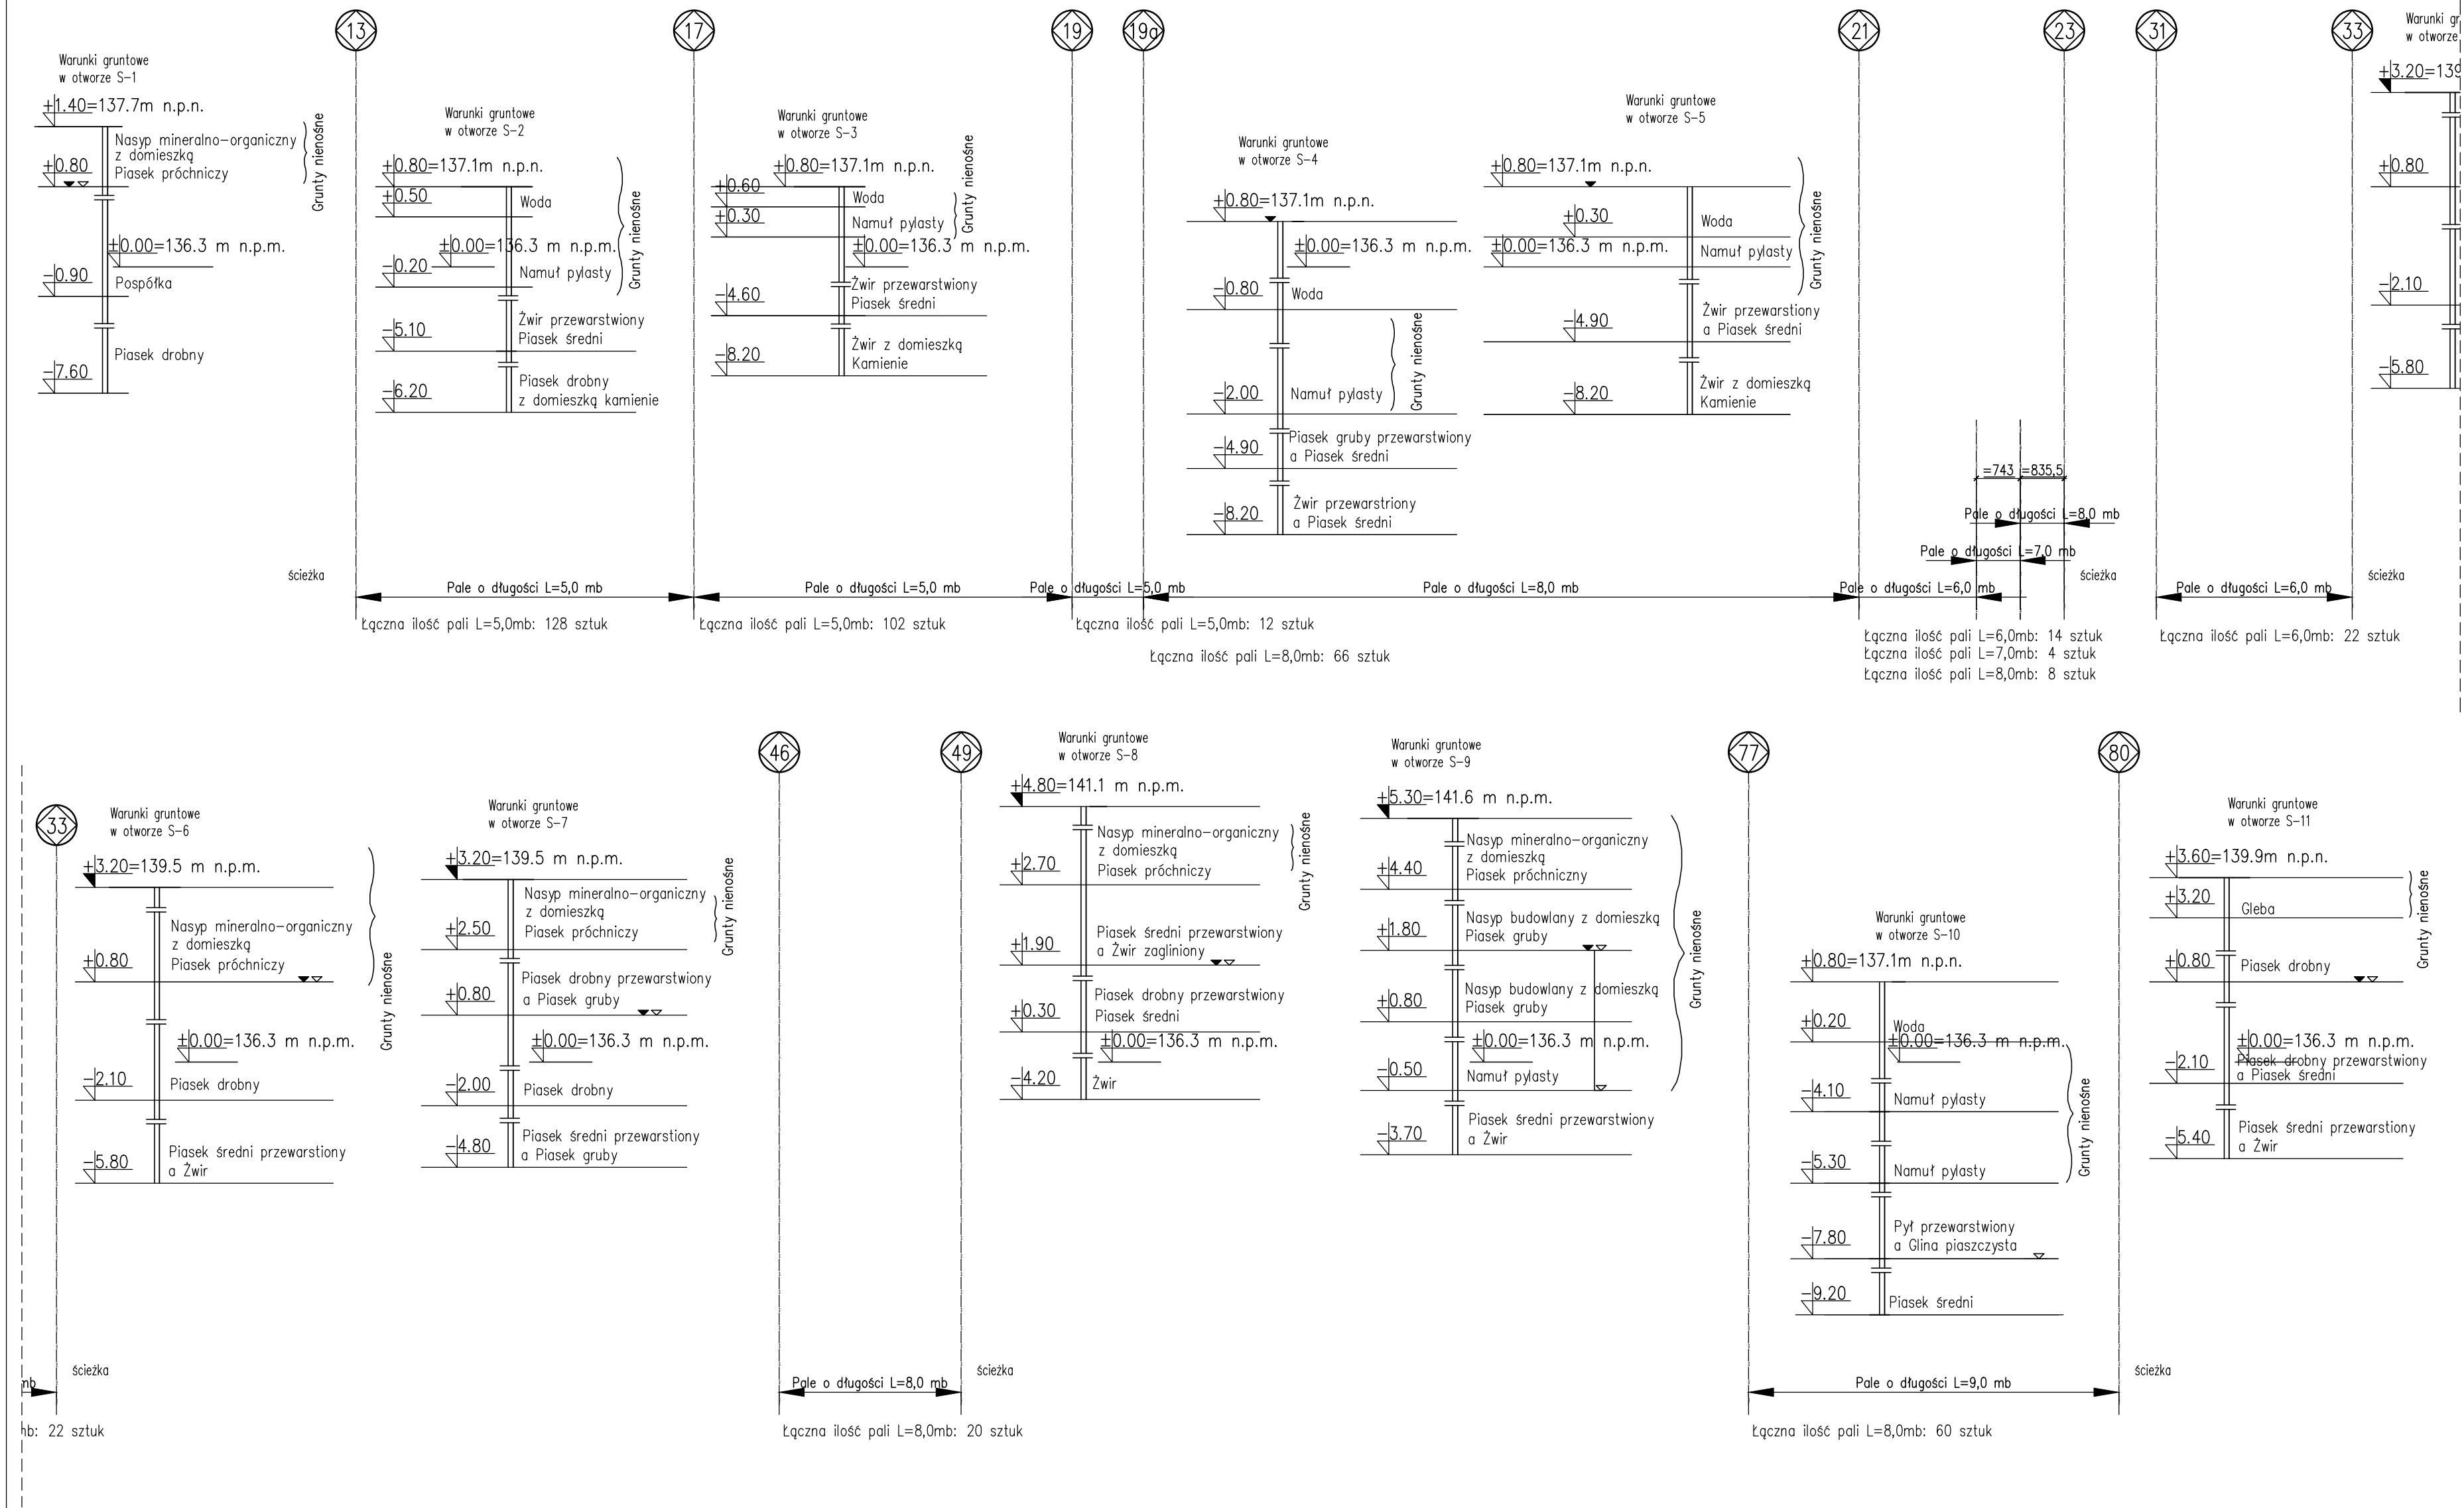 13
17
19
19a
21
23
31
33
Warunki gruntowe
w otworze S-1
+1.40=137.7m n.p.n.
Nasyp mineralno-organiczny
z domieszką
Piasek próchniczy
+0.80
Grunty nienośne
±0.00=136.3 m n.p.m.
-0.90
Pospółka
Piasek drobny
-7.60
ścieżka
Warunki gruntowe
w otworze S-2
+0.80=137.1m n.p.n.
+0.50
Woda
±0.00=136.3 m n.p.m.
-0.20
Namuł pylasty
Grunty nienośne
Żwir przewarstwiony
Piasek średni
-5.10
Piasek drobny
z domieszką kamienie
-6.20
Pale o długości L=5,0 mb
Łączna ilość pali L=5,0mb: 128 sztuk
Warunki gruntowe
w otworze S-3
+0.80=137.1m n.p.n.
+0.60
Woda
+0.30
Namuł pylasty
Grunty nienośne
±0.00=136.3 m n.p.m.
Żwir przewarstwiony
Piasek średni
-4.60
Żwir z domieszką
Kamienie
-8.20
Pale o długości L=5,0 mb
Łączna ilość pali L=5,0mb: 102 sztuk
Pale o długości L=5,0 mb
Łączna ilość pali L=5,0mb: 12 sztuk
Warunki gruntowe
w otworze S-4
+0.80=137.1m n.p.n.
±0.00=136.3 m n.p.m.
-0.80
Woda
-2.00
Namuł pylasty
Grunty nienośne
Piasek gruby przewarstwiony
a Piasek średni
-4.90
Żwir przewarstriony
a Piasek średni
-8.20
Warunki gruntowe
w otworze S-5
+0.80=137.1m n.p.n.
+0.30
Woda
±0.00=136.3 m n.p.m.
Namuł pylasty
Grunty nienośne
Żwir przewarstiony
a Piasek średni
-4.90
Żwir z domieszką
Kamienie
-8.20
Pale o długości L=8,0 mb
Łączna ilość pali L=8,0mb: 66 sztuk
=743
=835,5
Pale o długości L=8,0 mb
Pale o długości L=7,0 mb
Pale o długości L=6,0 mb
ścieżka
Łączna ilość pali L=6,0mb: 14 sztuk
Łączna ilość pali L=7,0mb: 4 sztuk
Łączna ilość pali L=8,0mb: 8 sztuk
Pale o długości L=6,0 mb
Łączna ilość pali L=6,0mb: 22 sztuk
ścieżka
Warunki gr
w otworze
+3.20=139
+0.80
-2.10
-5.80
33
46
49
77
80
Warunki gruntowe
w otworze S-6
+3.20=139.5 m n.p.m.
Nasyp mineralno-organiczny
z domieszką
Piasek próchniczy
+0.80
Grunty nienośne
±0.00=136.3 m n.p.m.
-2.10
Piasek drobny
Piasek średni przewarstiony
a Żwir
-5.80
ścieżka
mb
nb: 22 sztuk
Warunki gruntowe
w otworze S-7
+3.20=139.5 m n.p.m.
Nasyp mineralno-organiczny
z domieszką
Piasek próchniczy
+2.50
Grunty nienośne
Piasek drobny przewarstwiony
a Piasek gruby
+0.80
±0.00=136.3 m n.p.m.
-2.00
Piasek drobny
Piasek średni przewarstiony
a Piasek gruby
-4.80
Pale o długości L=8,0 mb
Łączna ilość pali L=8,0mb: 20 sztuk
ścieżka
Warunki gruntowe
w otworze S-8
+4.80=141.1 m n.p.m.
Nasyp mineralno-organiczny
z domieszką
Piasek próchniczy
+2.70
Grunty nienośne
Piasek średni przewarstwiony
a Żwir zagliniony
+1.90
Piasek drobny przewarstwiony
Piasek średni
+0.30
±0.00=136.3 m n.p.m.
-4.20
Żwir
Warunki gruntowe
w otworze S-9
+5.30=141.6 m n.p.m.
Nasyp mineralno-organiczny
z domieszką
Piasek próchniczny
+4.40
Nasyp budowlany z domieszką
Piasek gruby
+1.80
Nasyp budowlany z domieszką
Piasek gruby
+0.80
Grunty nienośne
±0.00=136.3 m n.p.m.
-0.50
Namuł pylasty
Piasek średni przewarstwiony
a Żwir
-3.70
Warunki gruntowe
w otworze S-10
+0.80=137.1m n.p.n.
+0.20
Woda
±0.00=136.3 m n.p.m.
-4.10
Namuł pylasty
-5.30
Namuł pylasty
Grunty nienośne
Pył przewarstwiony
a Glina piaszczysta
-7.80
-9.20
Piasek średni
Pale o długości L=9,0 mb
Łączna ilość pali L=8,0mb: 60 sztuk
ścieżka
Warunki gruntowe
w otworze S-11
+3.60=139.9m n.p.n.
+3.20
Gleba
Grunty nienośne
+0.80
Piasek drobny
±0.00=136.3 m n.p.m.
-2.10
Piasek drobny przewarstwiony
a Piasek średni
Piasek średni przewarstiony
a Żwir
-5.40